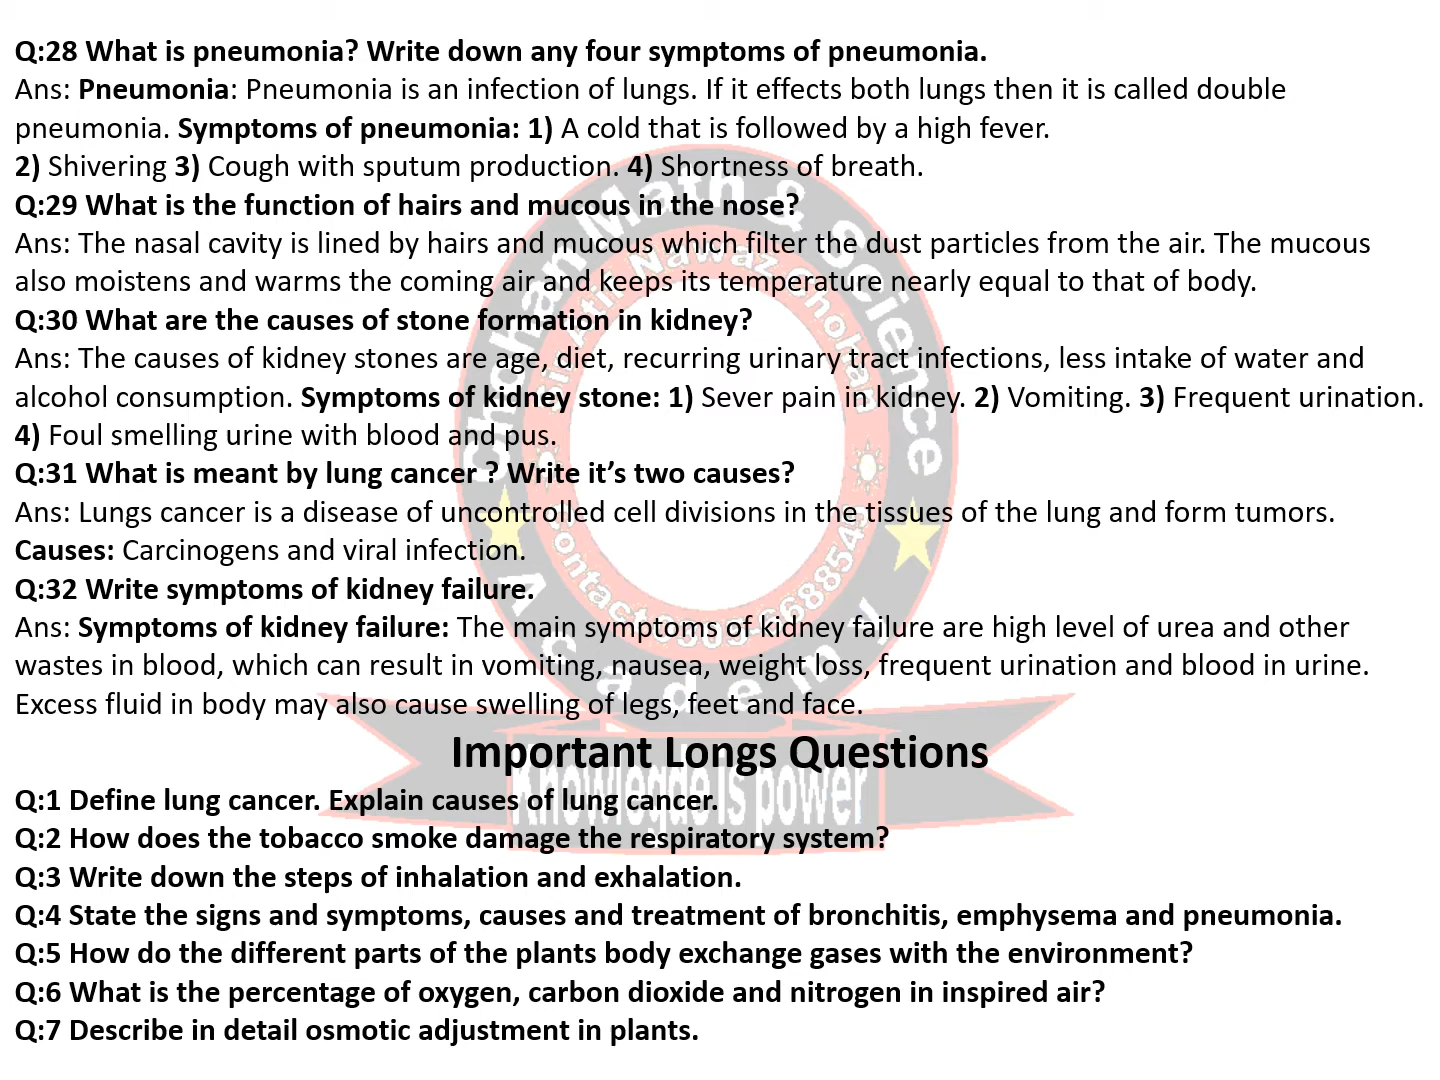 Q:28 What is pneumonia? Write down any four symptoms of pneumonia.
Ans: Pneumonia: Pneumonia is an infection of lungs. If it effects both lungs then it is called double
pneumonia. Symptoms of pneumonia: 1) A cold that is followed by a high fever.
2) Shivering 3) Cough with sputum production. 4) Shortness of breath.
Q:29 What is the function of hairs and mucous in the nose?
Ans: The nasal cavity is lined by hairs and mucous which filter the dust particles from the air. The mucous
also moistens and warms the coming air and keeps its temperature nearly equal to that of body.
Q:30 What are the causes of stone formation in kidney?
Ans: The causes of kidney stones are age, diet, recurring urinary tract infections, less intake of water and
alcohol consumption. Symptoms of kidney stone: 1) Sever pain in kidney. 2) Vomiting. 3) Frequent urination.
4) Foul smelling urine with blood and pus.
Q:31 What is meant by lung cancer ? Write it’s two causes?
Ans: Lungs cancer is a disease of uncontrolled cell divisions in the tissues of the lung and form tumors.
Causes: Carcinogens and viral infection.
Q:32 Write symptoms of kidney failure.
Ans: Symptoms of kidney failure: The main symptoms of kidney failure are high level of urea and other
wastes in blood, which can result in vomiting, nausea, weight loss, frequent urination and blood in urine.
Excess fluid in body may also cause swelling of legs, feet and face.
Important Longs Questions
Q:1 Define lung cancer. Explain causes of lung cancer.
Q:2 How does the tobacco smoke damage the respiratory system?
Q:3 Write down the steps of inhalation and exhalation.
Q:4 State the signs and symptoms, causes and treatment of bronchitis, emphysema and pneumonia.
Q:5 How do the different parts of the plants body exchange gases with the environment?
Q:6 What is the percentage of oxygen, carbon dioxide and nitrogen in inspired air?
Q:7 Describe in detail osmotic adjustment in plants.
Chohan Math & Science
Academy
Nawaz Chohan
Knowlegde is power